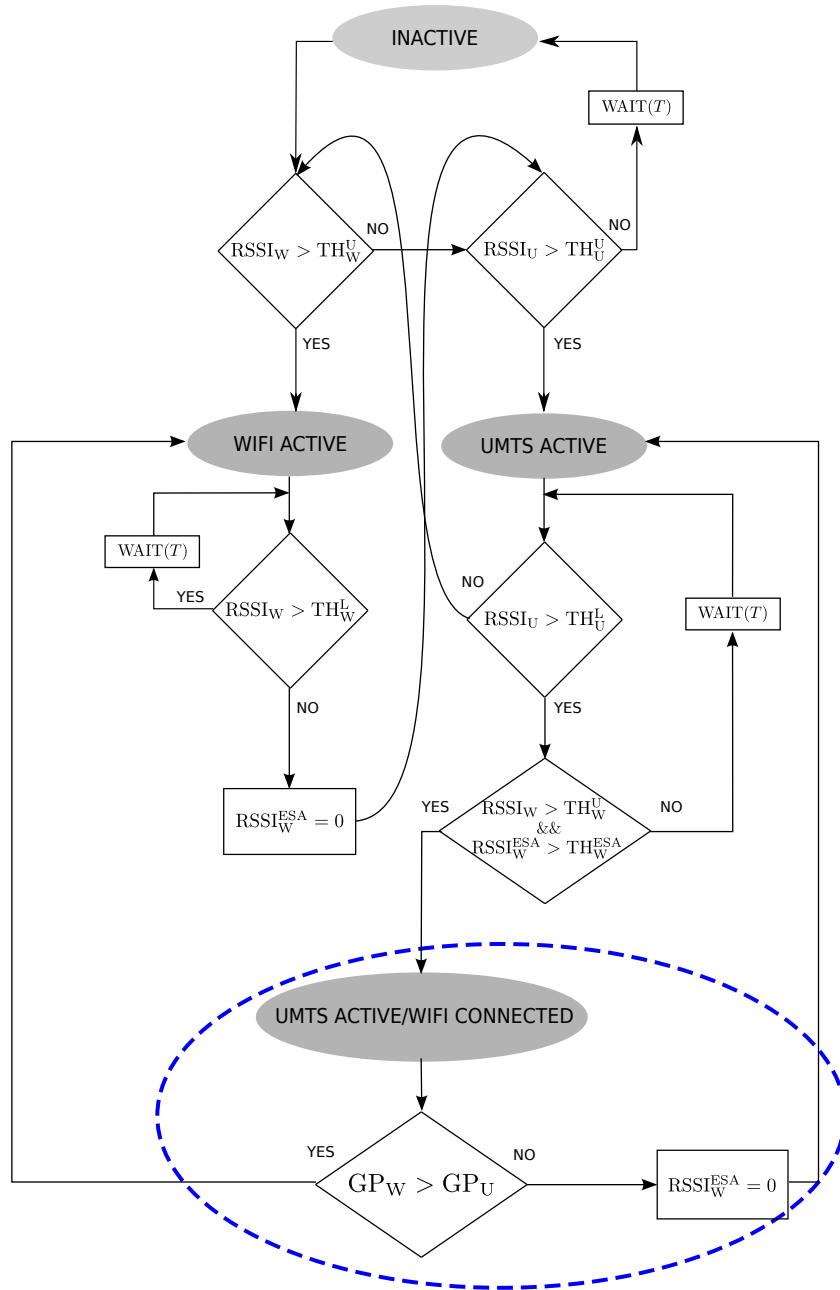 INACTIVE
WAIT(T)
RSSI_W > TH_W^U
NO
RSSI_U > TH_U^U
NO
YES
YES
WIFI ACTIVE
UMTS ACTIVE
WAIT(T)
YES
RSSI_W > TH_W^L
NO
RSSI_U > TH_U^L
WAIT(T)
NO
YES
RSSI_W^ESA = 0
YES
RSSI_W > TH_W^U
&&
RSSI_W^ESA > TH_W^ESA
NO
UMTS ACTIVE/WIFI CONNECTED
YES
GP_W > GP_U
NO
RSSI_W^ESA = 0